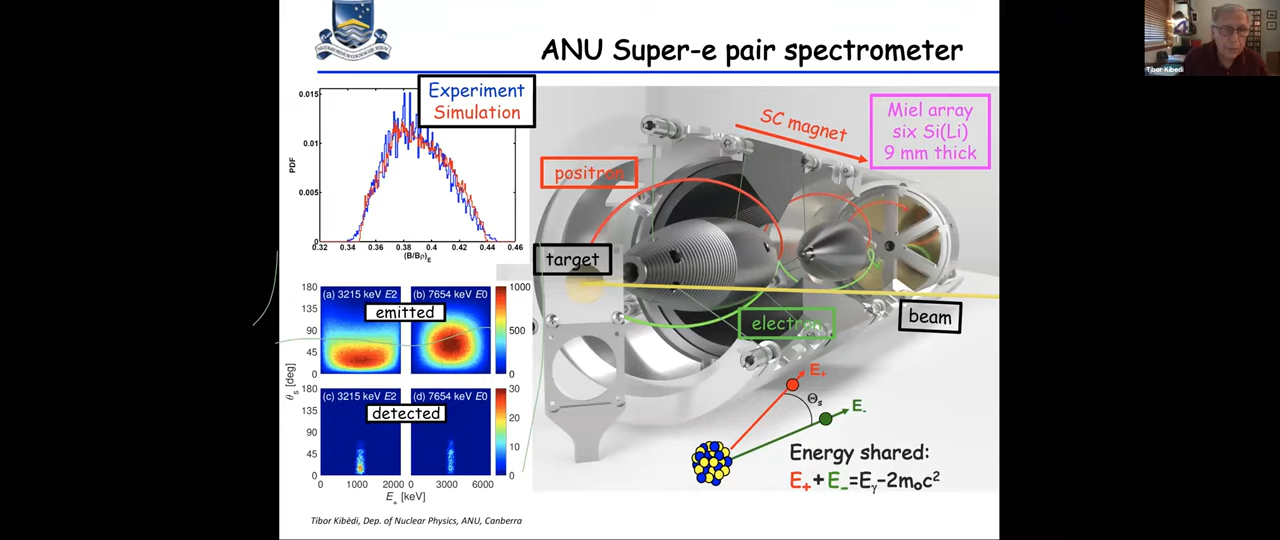 ANU Super-e pair spectrometer
Experiment
Simulation
0.015
0.01
0.005
0
PDF
0.32 0.34 0.36 0.38 0.4 0.42 0.44 0.46
(B/Bρ)E
SC magnet
Miel array
six Si(Li)
9 mm thick
positron
target
electron
beam
180
135
90
45
0
(a) 3215 keV E2
(b) 7654 keV E0
emitted
1000
500
0
θs [deg]
180
135
90
45
0
(c) 3215 keV E2
(d) 7654 keV E0
detected
30
20
10
0
0 1000 2000 0 3000 6000
E+ [keV]
E+
Θs
E-
Energy shared:
E+ + E- =Eγ-2m₀c²
Tibor Kibèdi, Dep. of Nuclear Physics, ANU, Canberra
Tibor Kibedi